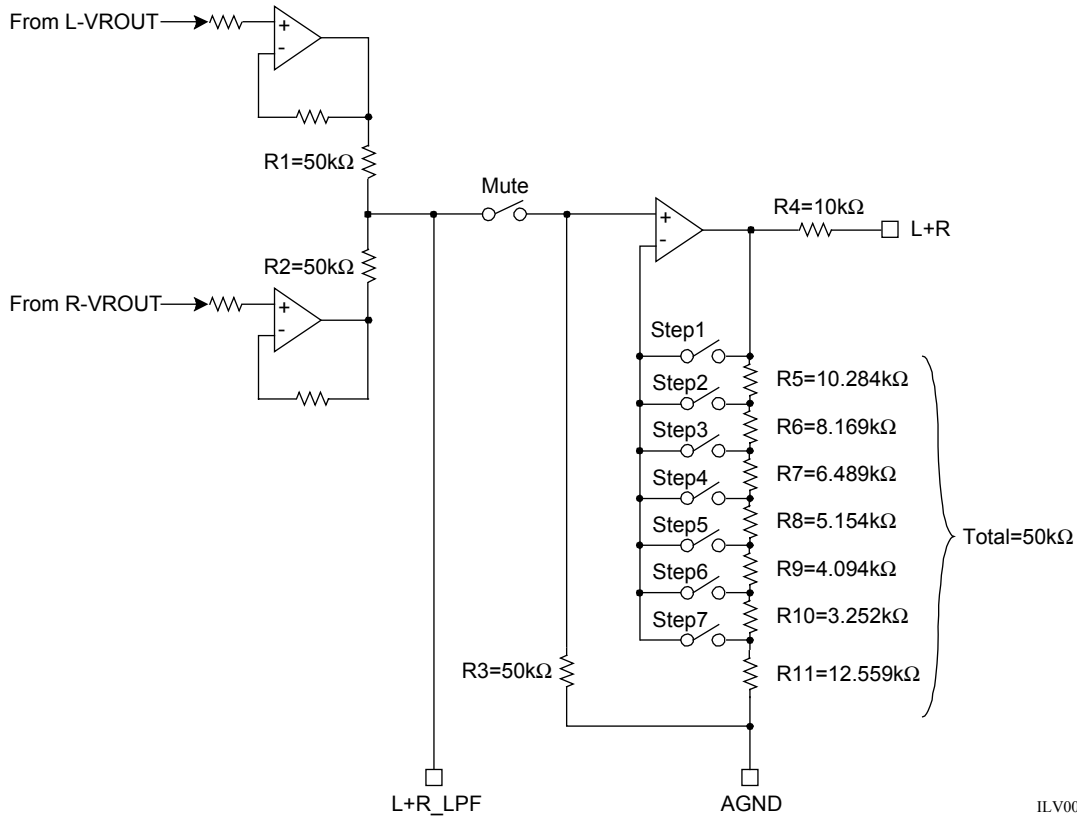 From L-VROUT
+
-
R1=50kΩ
Mute
+
-
R4=10kΩ
L+R
R2=50kΩ
From R-VROUT
+
-
Step1
R5=10.284kΩ
Step2
R6=8.169kΩ
Step3
R7=6.489kΩ
Step4
R8=5.154kΩ
Total=50kΩ
Step5
R9=4.094kΩ
Step6
R10=3.252kΩ
Step7
R3=50kΩ
R11=12.559kΩ
L+R_LPF
AGND
ILV00